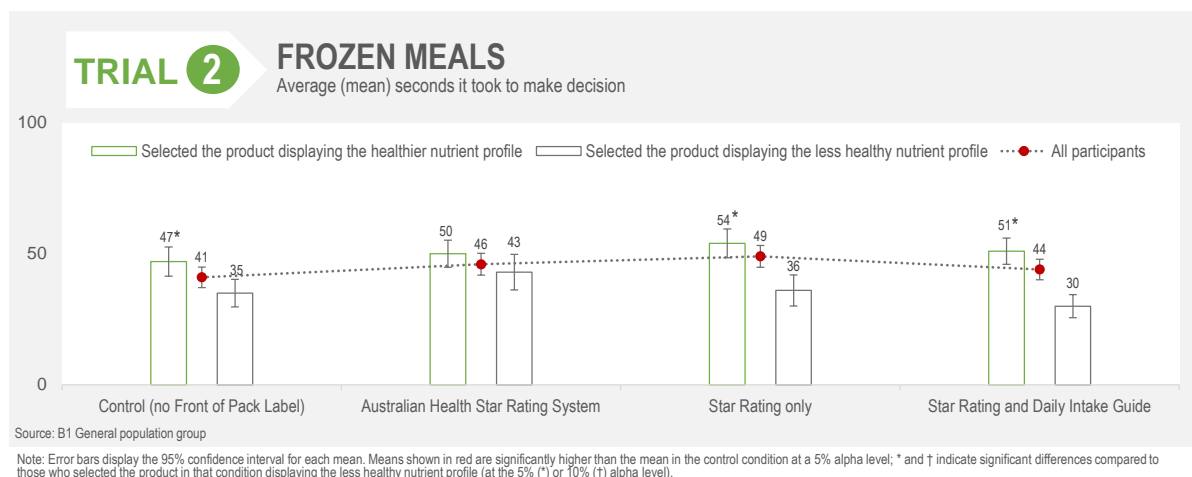 TRIAL 2
FROZEN MEALS
Average (mean) seconds it took to make decision
100
Selected the product displaying the healthier nutrient profile
Selected the product displaying the less healthy nutrient profile
All participants
50
0
47*
41
35
50
46
43
54*
49
36
51*
44
30
Control (no Front of Pack Label)
Australian Health Star Rating System
Star Rating only
Star Rating and Daily Intake Guide
Source: B1 General population group
Note: Error bars display the 95% confidence interval for each mean. Means shown in red are significantly higher than the mean in the control condition at a 5% alpha level; * and † indicate significant differences compared to
those who selected the product in that condition displaying the less healthy nutrient profile (at the 5% (*) or 10% (†) alpha level).